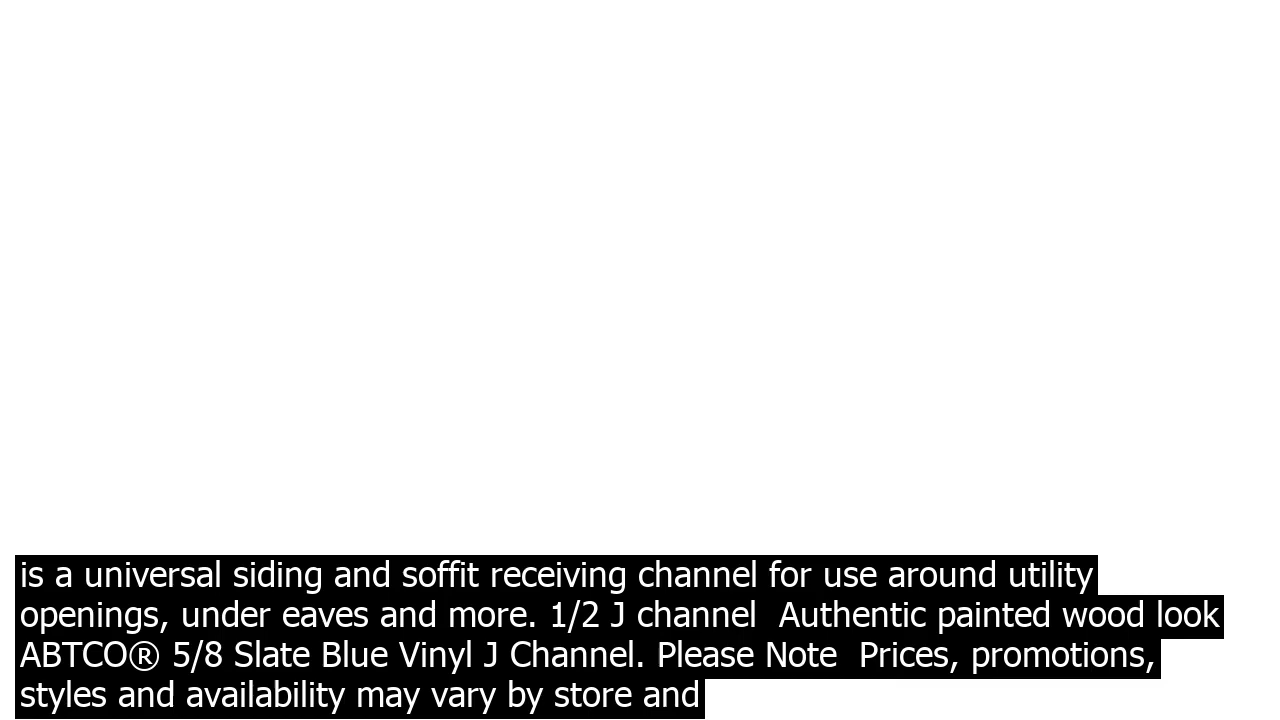 is a universal siding and soffit receiving channel for use around utility
openings, under eaves and more. 1/2 J channel  Authentic painted wood look
ABTCO® 5/8 Slate Blue Vinyl J Channel. Please Note  Prices, promotions,
styles and availability may vary by store and